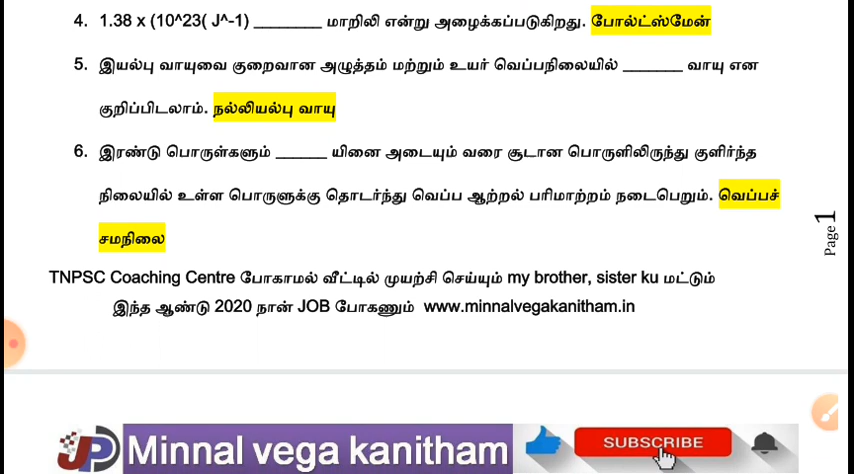 4. 1.38 x (10^23( J^-1) ________ மாறிலி என்று அழைக்கப்படுகிறது. போல்ட்ஸ்மேன்
5. இயல்பு வாயுவை குறைவான அழுத்தம் மற்றும் உயர் வெப்பநிலையில் _______ வாயு என
குறிப்பிடலாம். நல்லியல்பு வாயு
6. இரண்டு பொருள்களும் ______ யினை அடையும் வரை சூடான பொருளிலிருந்து குளிர்ந்த
நிலையில் உள்ள பொருளுக்கு தொடர்ந்து வெப்ப ஆற்றல் பரிமாற்றம் நடைபெறும். வெப்பச்
சமநிலை
Page 1
TNPSC Coaching Centre போகாமல் வீட்டில் முயற்சி செய்யும் my brother, sister ku மட்டும்
இந்த ஆண்டு 2020 நான் JOB போகணும் www.minnalvegakanitham.in
JP Minnal vega kanitham SUBSCRIBE